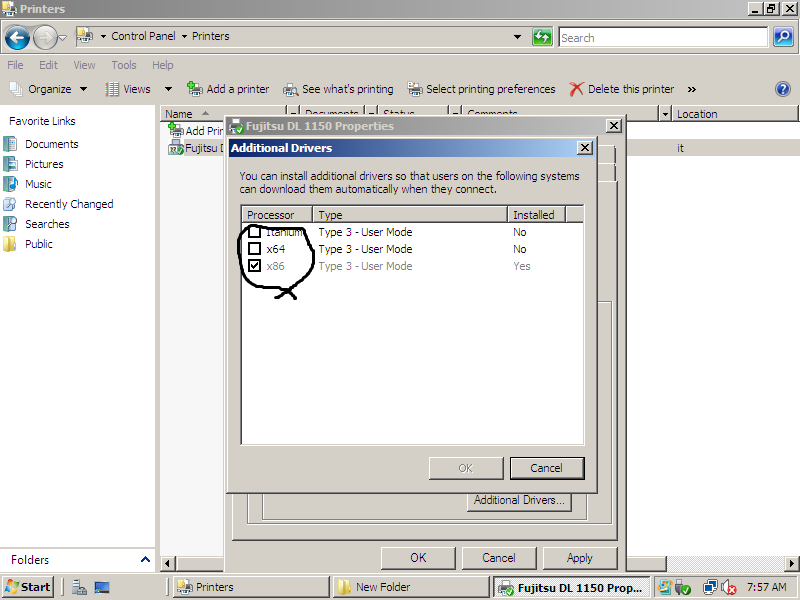 Printers
Control Panel Printers
Search
File Edit View Tools Help
Organize Views Add a printer See what's printing Select printing preferences Delete this printer »
Favorite Links
Documents
Pictures
Music
Recently Changed
Searches
Public
Folders
Name Documents Status Comments Location
Add Prin
Fujitsu D it
Fujitsu DL 1150 Properties
Additional Drivers
You can install additional drivers so that users on the following systems
can download them automatically when they connect.
Processor Type Installed
Itanium Type 3 - User Mode No
x64 Type 3 - User Mode No
x86 Type 3 - User Mode Yes
OK Cancel
Additional Drivers...
OK Cancel Apply
Start Printers New Folder Fujitsu DL 1150 Prop... 7:57 AM